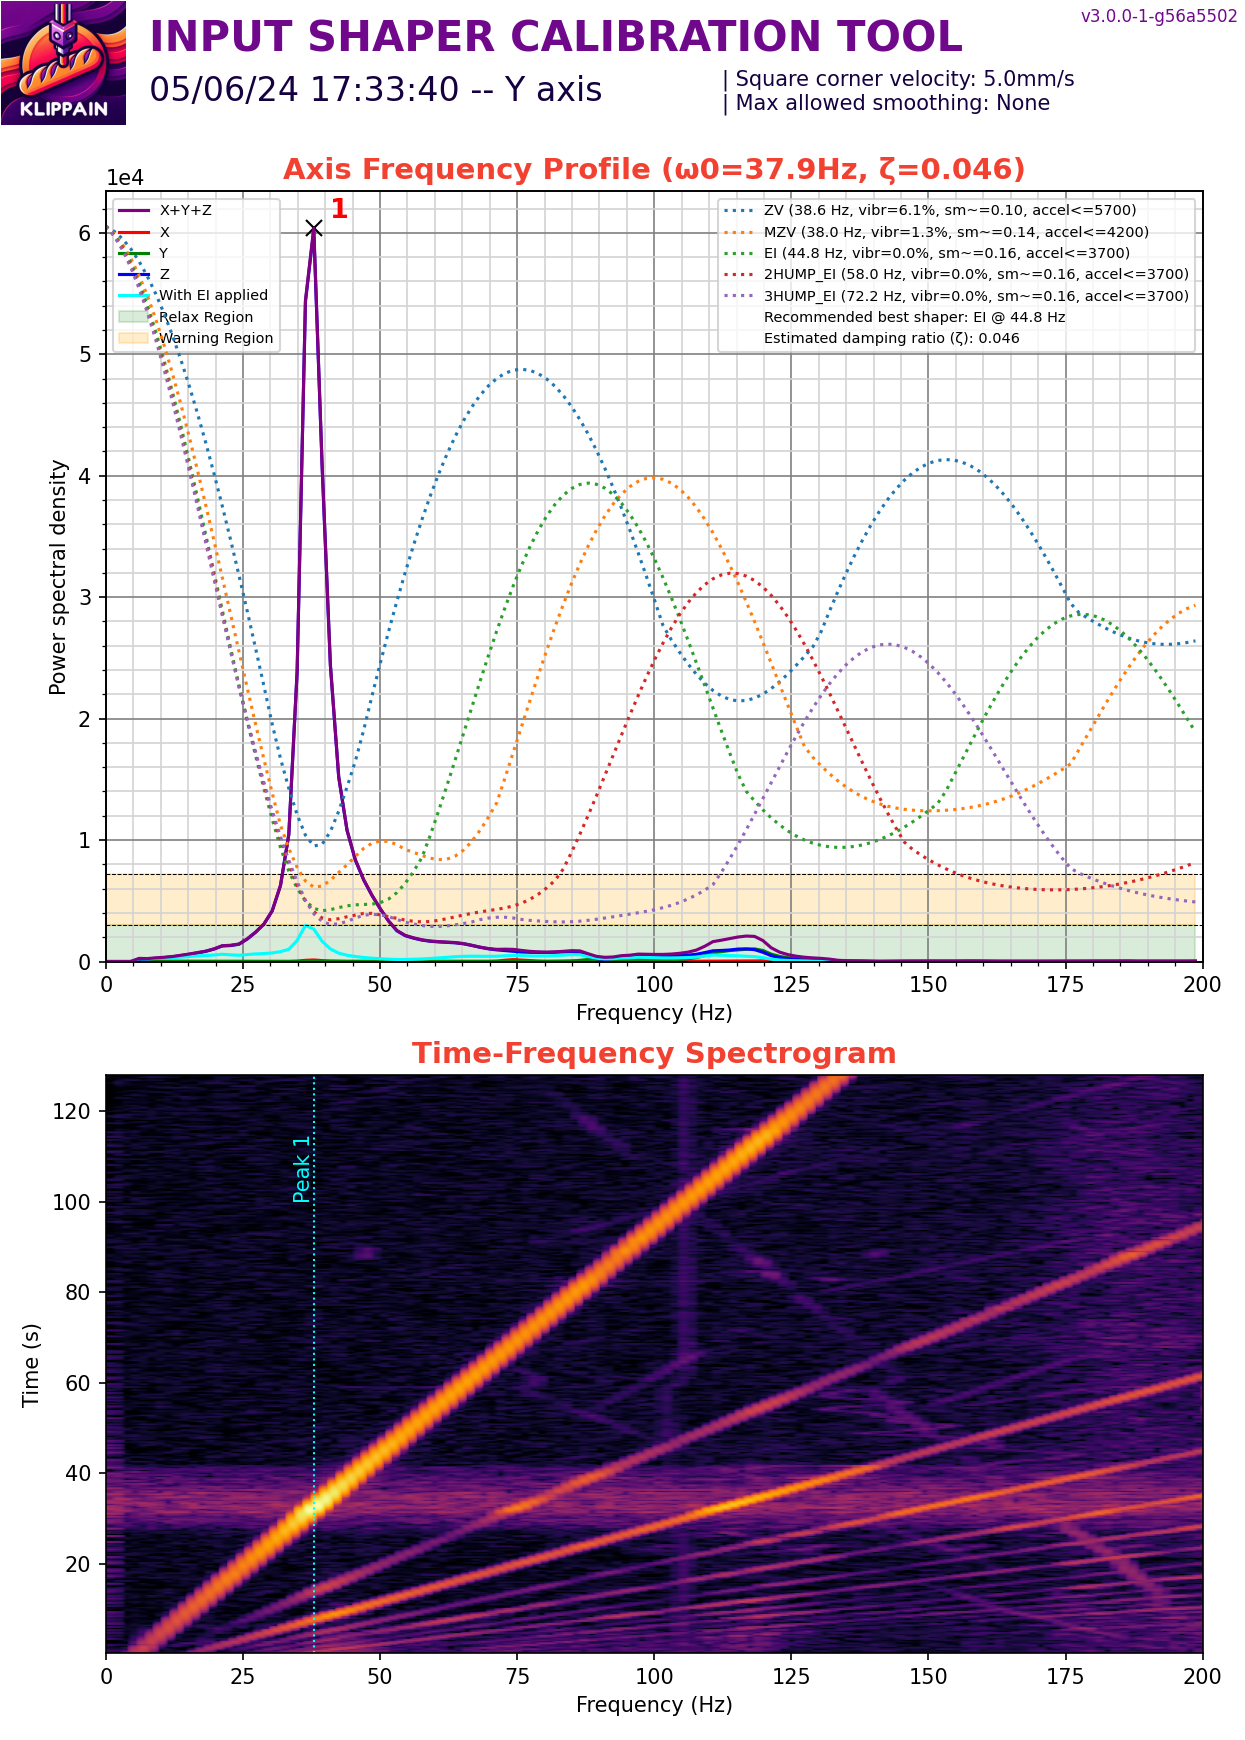 INPUT SHAPER CALIBRATION TOOL
v3.0.0-1-g56a5502
KLIPPAIN
05/06/24 17:33:40 -- Y axis
| Square corner velocity: 5.0mm/s
| Max allowed smoothing: None
Axis Frequency Profile (ω0=37.9Hz, ζ=0.046)
1e4
1
X+Y+Z
X
Y
Z
With EI applied
Relax Region
Warning Region
ZV (38.6 Hz, vibr=6.1%, sm~=0.10, accel<=5700)
MZV (38.0 Hz, vibr=1.3%, sm~=0.14, accel<=4200)
EI (44.8 Hz, vibr=0.0%, sm~=0.16, accel<=3700)
2HUMP_EI (58.0 Hz, vibr=0.0%, sm~=0.16, accel<=3700)
3HUMP_EI (72.2 Hz, vibr=0.0%, sm~=0.16, accel<=3700)
Recommended best shaper: EI @ 44.8 Hz
Estimated damping ratio (ζ): 0.046
Power spectral density
6
5
4
3
2
1
0
0 25 50 75 100 125 150 175 200
Frequency (Hz)
Time-Frequency Spectrogram
Peak 1
Time (s)
120
100
80
60
40
20
0 25 50 75 100 125 150 175 200
Frequency (Hz)